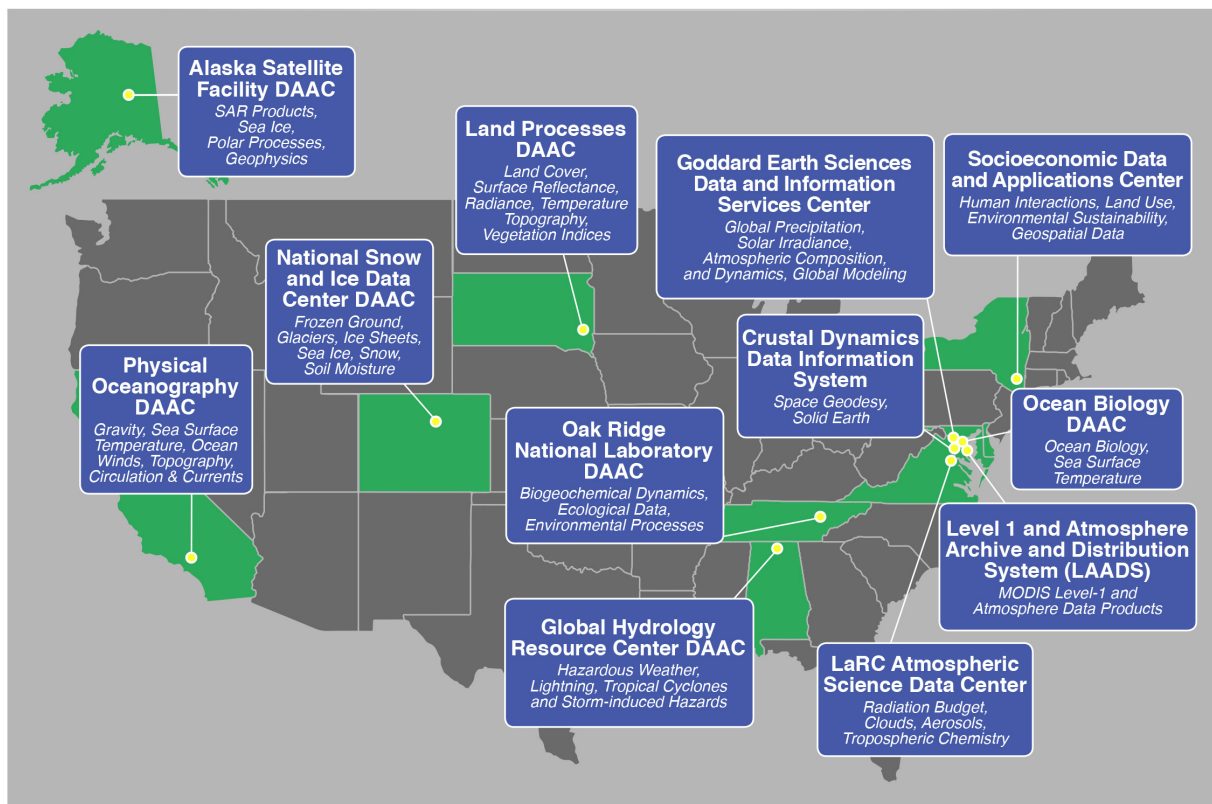 Alaska Satellite
Facility DAAC
SAR Products,
Sea Ice,
Polar Processes,
Geophysics
Land Processes
DAAC
Land Cover,
Surface Reflectance,
Radiance, Temperature
Topography,
Vegetation Indices
Goddard Earth Sciences
Data and Information
Services Center
Global Precipitation,
Solar Irradiance,
Atmospheric Composition,
and Dynamics, Global Modeling
Socioeconomic Data
and Applications Center
Human Interactions, Land Use,
Environmental Sustainability,
Geospatial Data
National Snow
and Ice Data
Center DAAC
Frozen Ground,
Glaciers, Ice Sheets,
Sea Ice, Snow,
Soil Moisture
Crustal Dynamics
Data Information
System
Space Geodesy,
Solid Earth
Physical
Oceanography
DAAC
Gravity, Sea Surface
Temperature, Ocean
Winds, Topography,
Circulation & Currents
Ocean Biology
DAAC
Ocean Biology,
Sea Surface
Temperature
Oak Ridge
National Laboratory
DAAC
Biogeochemical Dynamics,
Ecological Data,
Environmental Processes
Level 1 and Atmosphere
Archive and Distribution
System (LAADS)
MODIS Level-1 and
Atmosphere Data Products
Global Hydrology
Resource Center DAAC
Hazardous Weather,
Lightning, Tropical Cyclones
and Storm-induced Hazards
LaRC Atmospheric
Science Data Center
Radiation Budget,
Clouds, Aerosols,
Tropospheric Chemistry